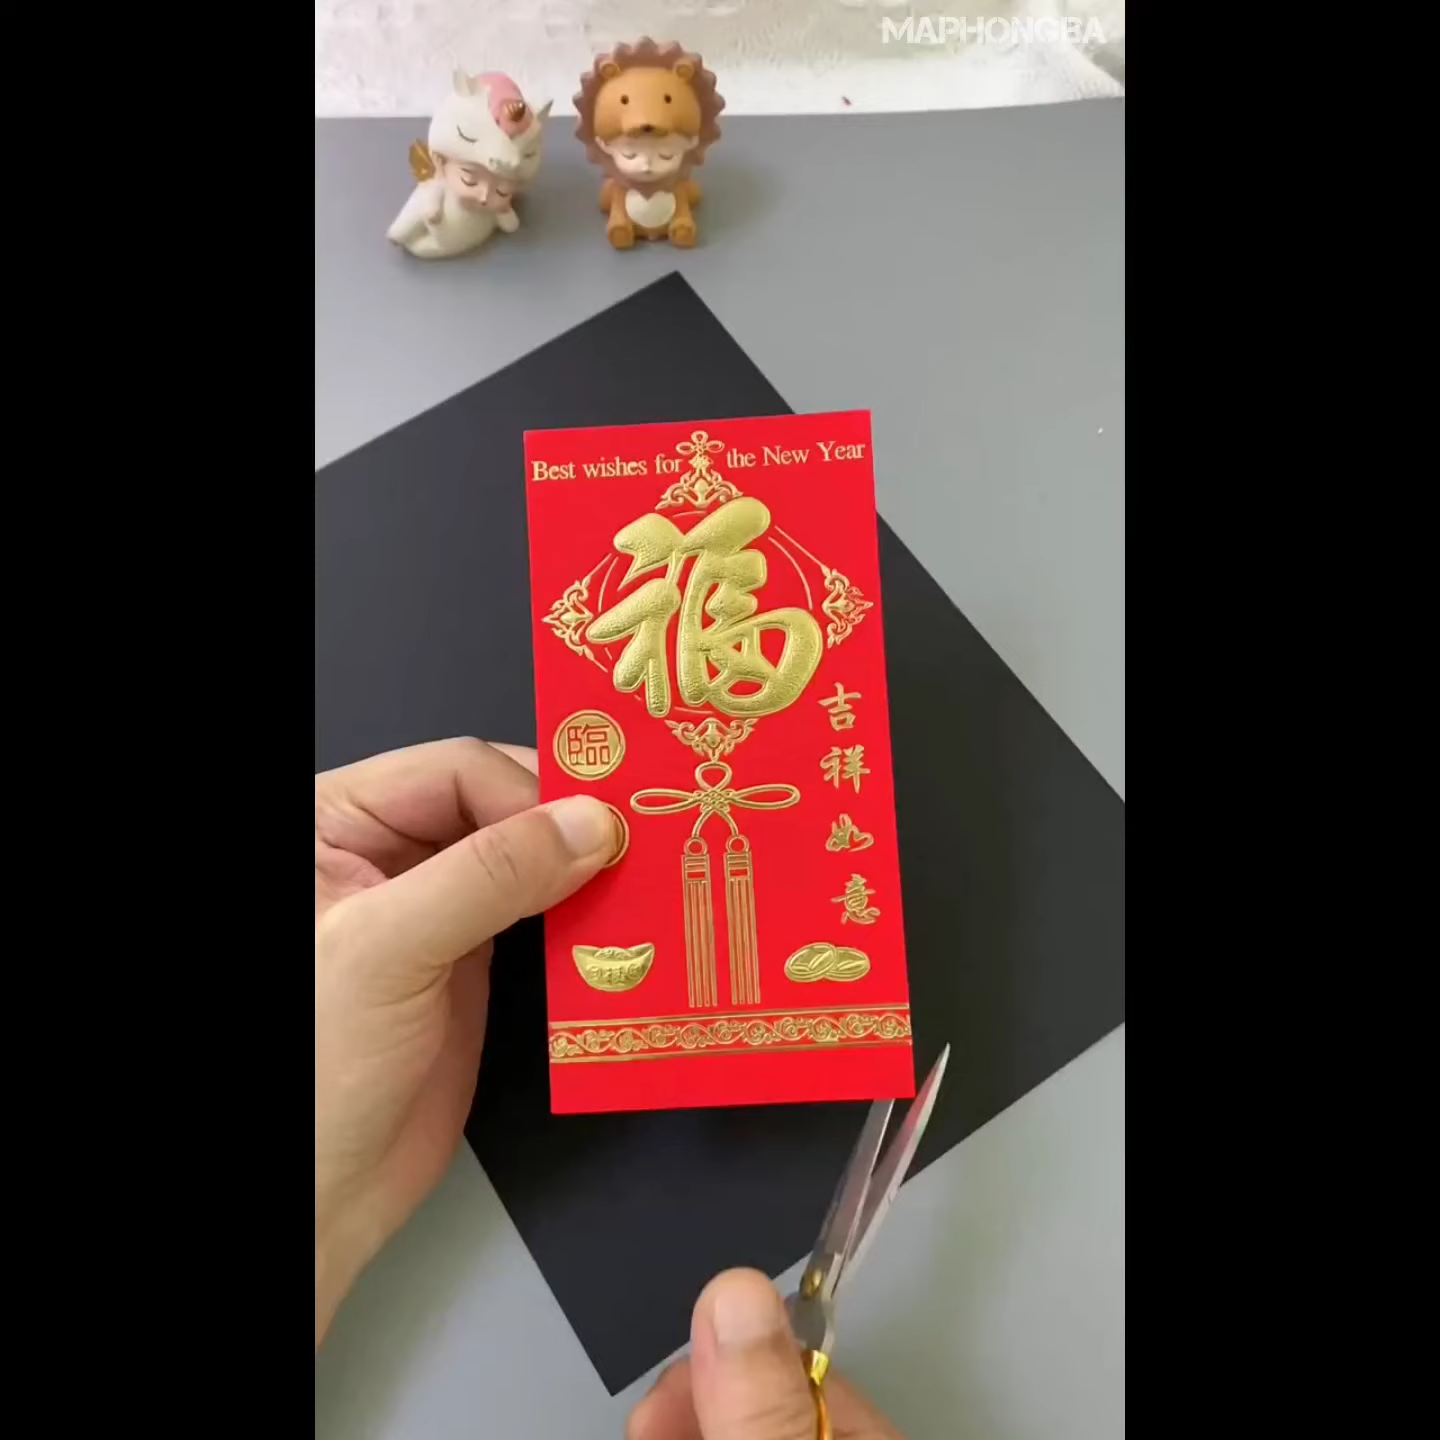 MAPHONGBA
Best wishes for the New Year
福
臨
吉
祥
如
意